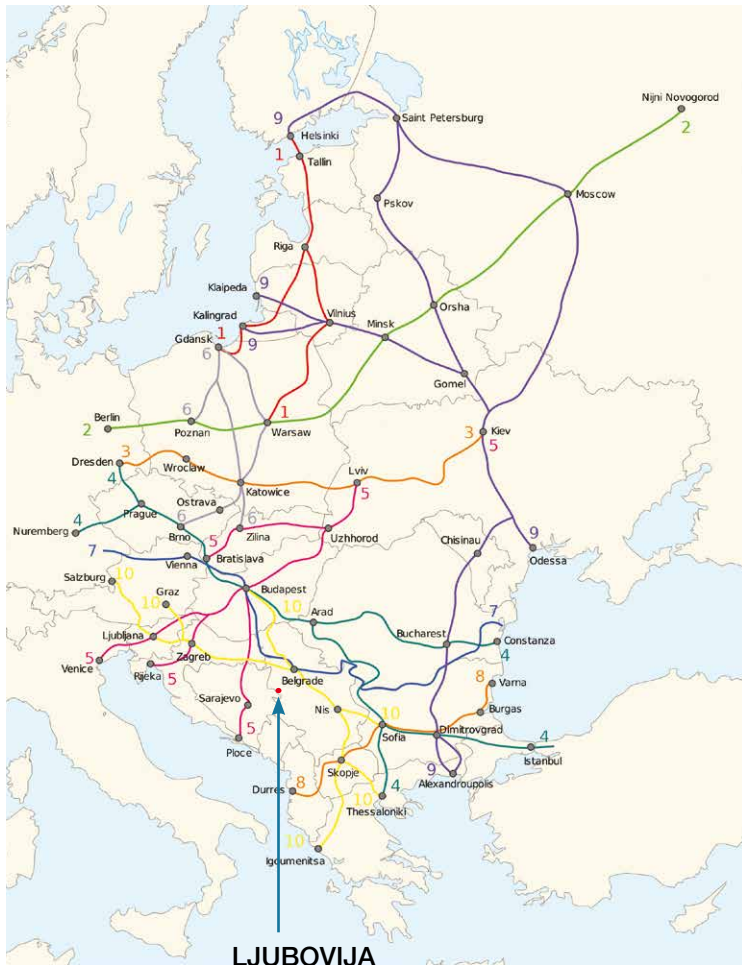 Nijni Novogorod
2
9
Saint Petersburg
Helsinki
1
Tallin
Pskov
Moscow
Riga
Klaipeda
9
Orsha
Kalingrad
Vilnius
Minsk
1
Gdansk
6
9
Gomel
6
Berlin
2
Poznan
1
Warsaw
3
Kiev
5
Dresden
3
Wroclaw
4
Lviv
5
Katowice
Ostrava
Prague
4
6
Brno
6
Zilina
Nuremberg
5
Uzhhorod
Chisinau
9
Odessa
7
Vienna
Bratislava
Salzburg
10
Budapest
Graz
10
10
Arad
7
Ljubljana
Bucharest
Constanza
4
Zagreb
Venice
5
Rijeka
5
Belgrade
8
Varna
Sarajevo
Nis
10
Burgas
5
Sofia
Dimitrovgrad
4
Ploce
Istanbul
Skopje
9
Alexandroupolis
Durres
8
10
4
Thessaloniki
10
Igoumenitsa
LJUBOVIJA